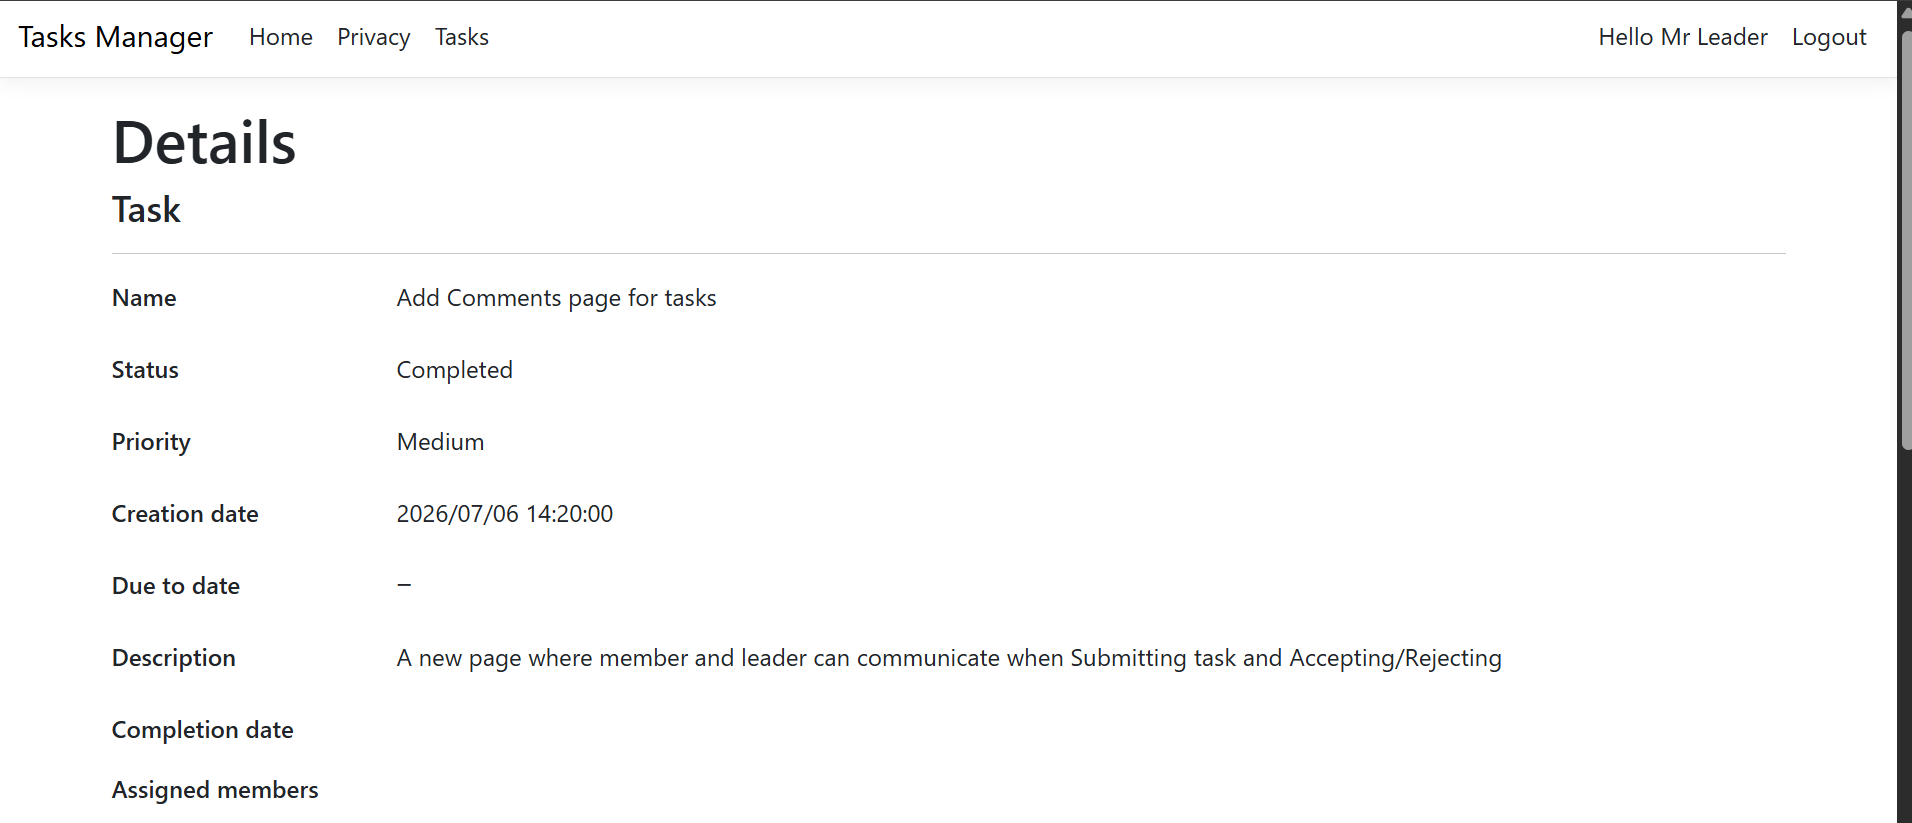 Tasks Manager Home Privacy Tasks Hello Mr Leader Logout
Details
Task
Name Add Comments page for tasks
Status Completed
Priority Medium
Creation date 2026/07/06 14:20:00
Due to date –
Description A new page where member and leader can communicate when Submitting task and Accepting/Rejecting
Completion date
Assigned members